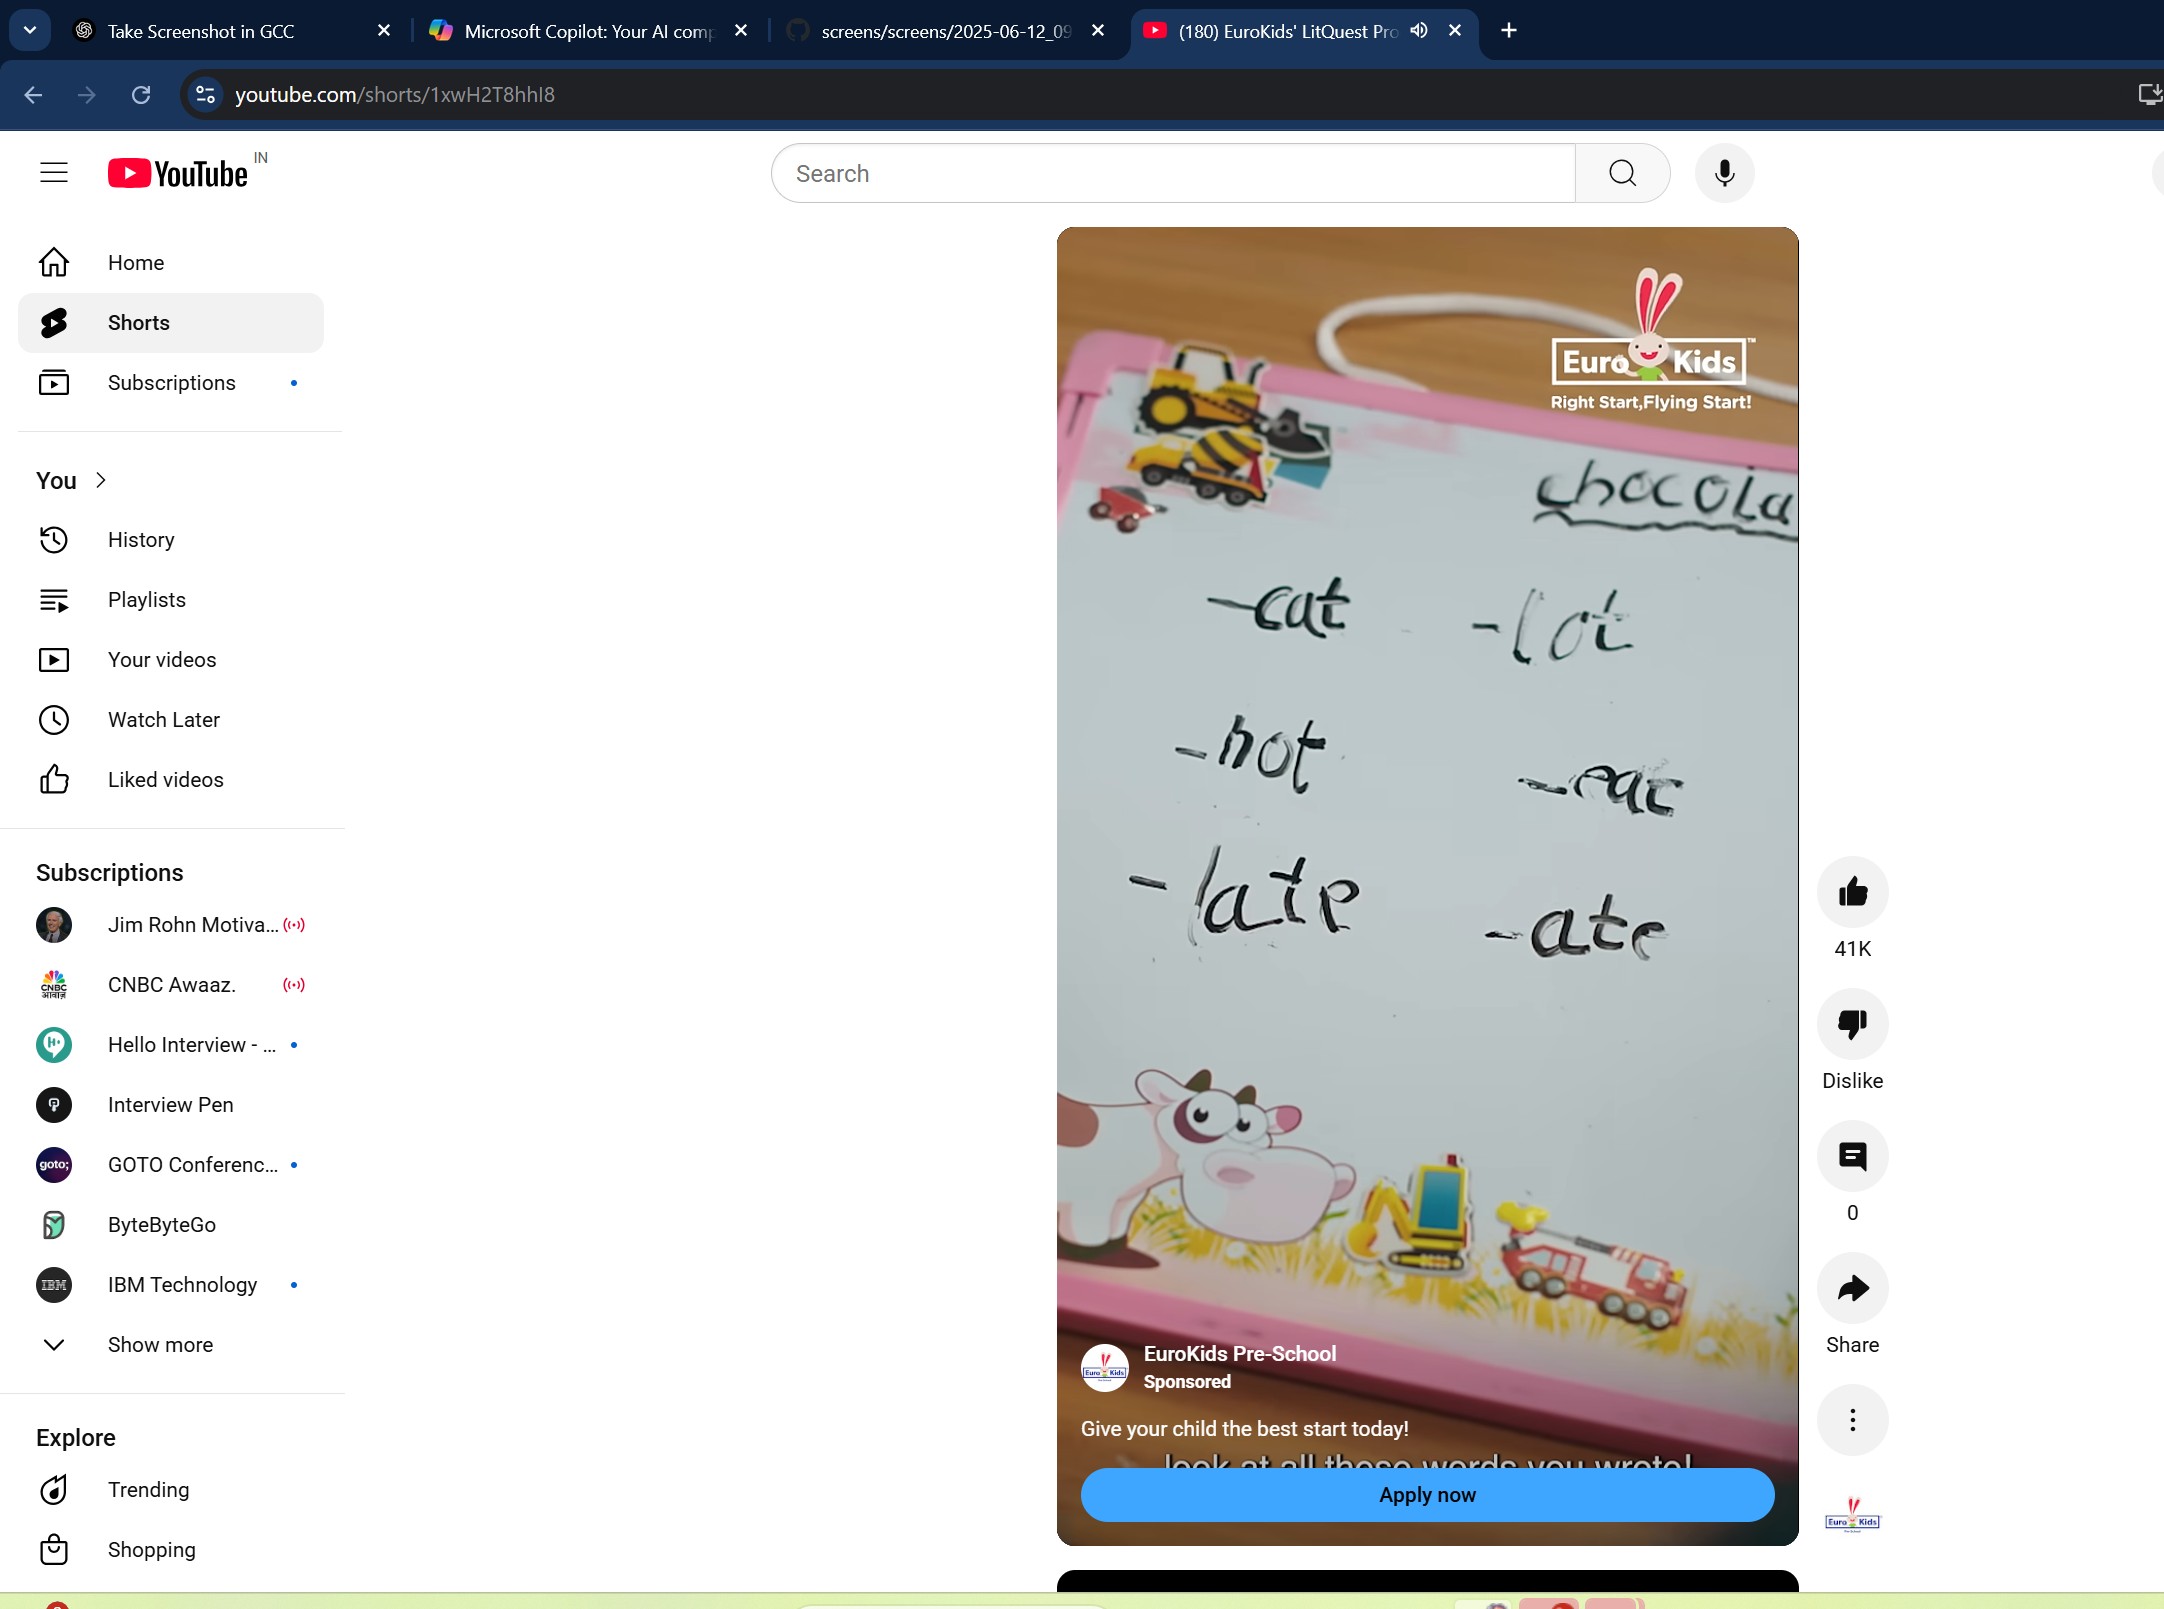 Take Screenshot in GCC
Microsoft Copilot: Your AI comp
screens/screens/2025-06-12_09
(180) EuroKids' LitQuest Pro
youtube.com/shorts/1xwH2T8hhI8
YouTube IN
Search
Home
Shorts
Subscriptions
You
History
Playlists
Your videos
Watch Later
Liked videos
Subscriptions
Jim Rohn Motiva...
CNBC Awaaz.
Hello Interview - ...
Interview Pen
GOTO Conferenc...
ByteByteGo
IBM Technology
Show more
Explore
Trending
Shopping
Euro Kids
Right Start,Flying Start!
chocola
-cat -lot
-hot -eat
-late -ate
EuroKids Pre-School
Sponsored
Give your child the best start today!
look at all these words you wrote!
Apply now
41K
Dislike
0
Share
Euro Kids